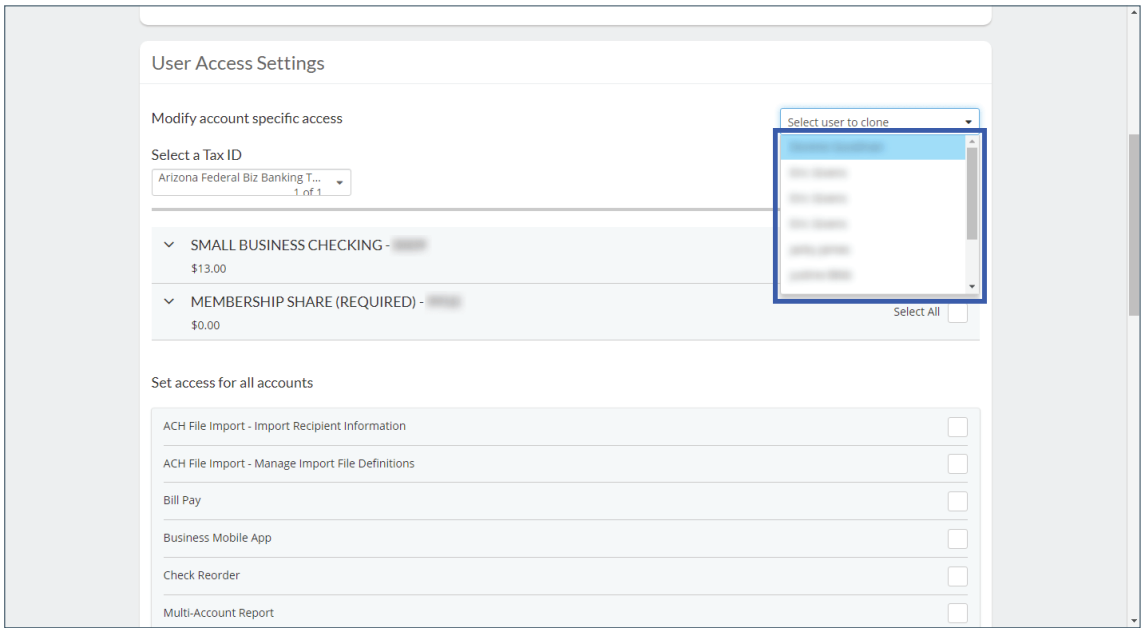 User Access Settings
Modify account specific access
Select user to clone
Select a Tax ID
Arizona Federal Biz Banking T...
1 of 1
SMALL BUSINESS CHECKING -
$13.00
MEMBERSHIP SHARE (REQUIRED) -
$0.00
Select All
Set access for all accounts
ACH File Import - Import Recipient Information
ACH File Import - Manage Import File Definitions
Bill Pay
Business Mobile App
Check Reorder
Multi-Account Report